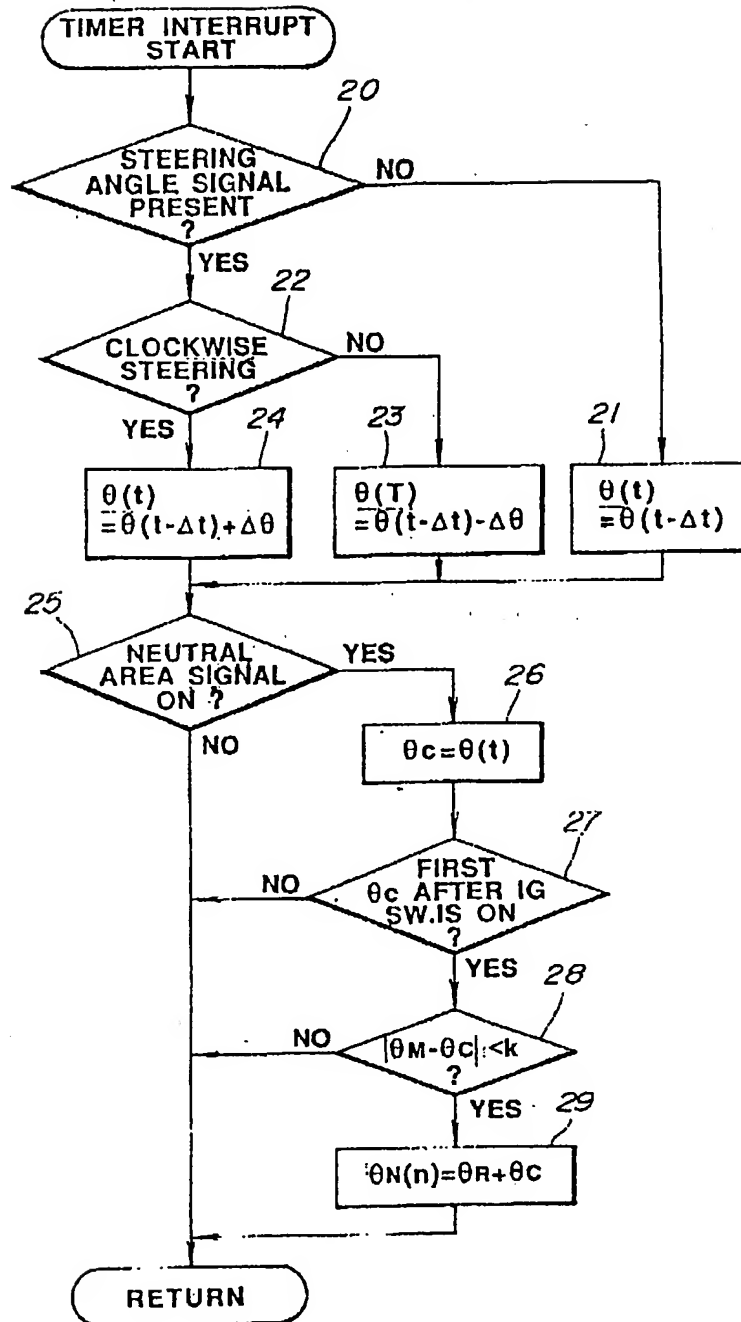 TIMER INTERRUPT
START
20
STEERING
ANGLE SIGNAL
PRESENT
?
NO
YES
22
CLOCKWISE
STEERING
?
NO
YES
24
θ(t)
=θ(t-Δt)+Δθ
23
θ(T)
=θ(t-Δt)-Δθ
21
θ(t)
=θ(t-Δt)
25
NEUTRAL
AREA SIGNAL
ON ?
YES
NO
26
θc=θ(t)
27
FIRST
θc AFTER IG
SW.IS ON
?
NO
YES
28
|θM-θC|<k
?
NO
YES
29
θN(n)=θR+θC
RETURN